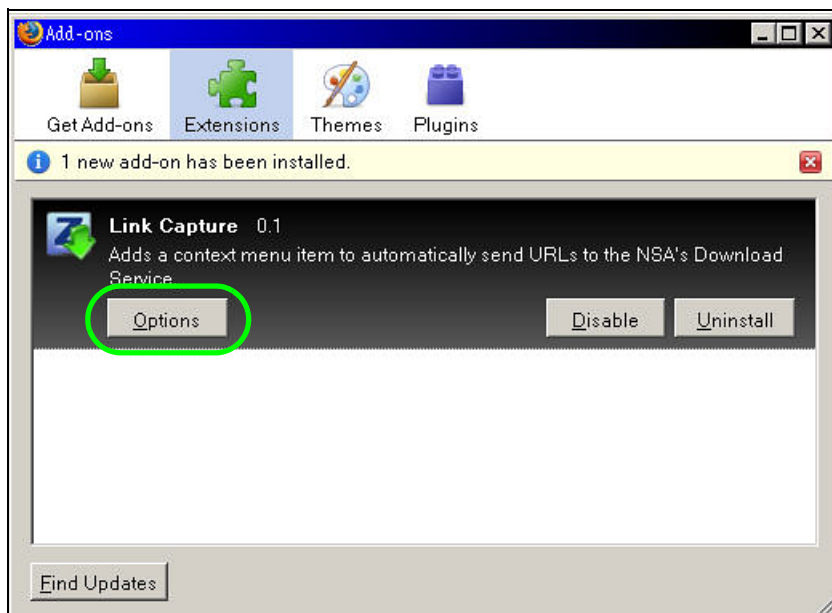 Add-ons
Get Add-ons Extensions Themes Plugins
1 new add-on has been installed.
Link Capture 0.1
Adds a context menu item to automatically send URLs to the NSA's Download
Service
Options Disable Uninstall
Find Updates